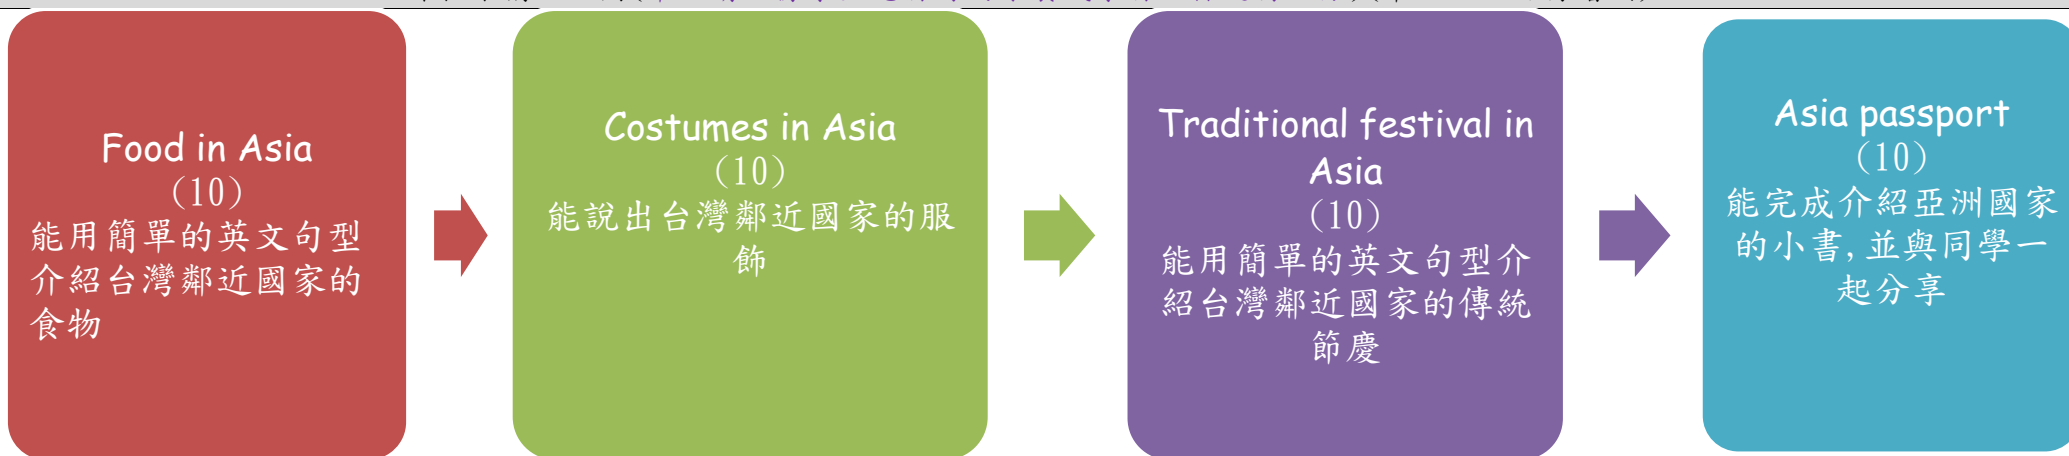 Food in Asia
(10)
能用簡單的英文句型
介紹台灣鄰近國家的
食物
Costumes in Asia
(10)
能說出台灣鄰近國家的服
飾
Traditional festival in
Asia
(10)
能用簡單的英文句型介
紹台灣鄰近國家的傳統
節慶
Asia passport
(10)
能完成介紹亞洲國家
的小書,並與同學一
起分享